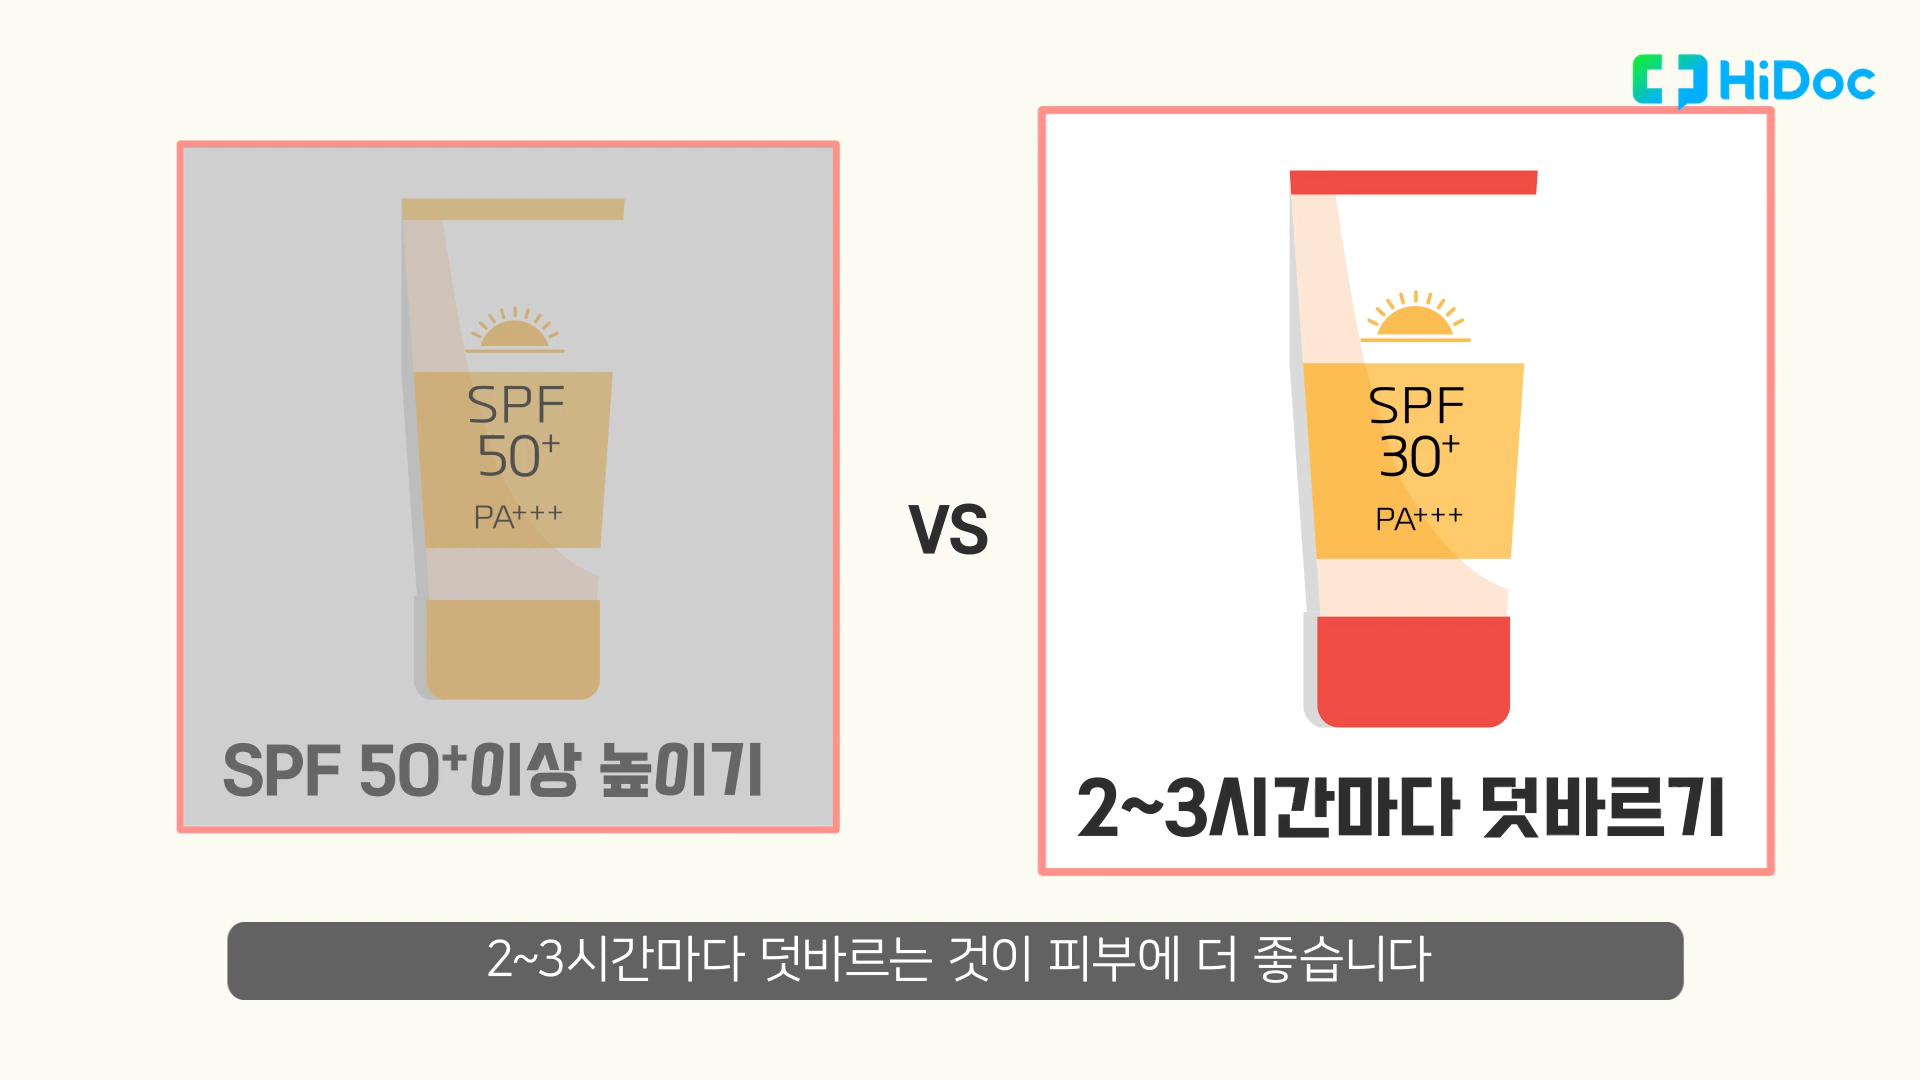 HiDoc
SPF
50+
PA+++
SPF 50+이상 높이기
VS
SPF
30+
PA+++
2~3시간마다 덧바르기
2~3시간마다 덧바르는 것이 피부에 더 좋습니다